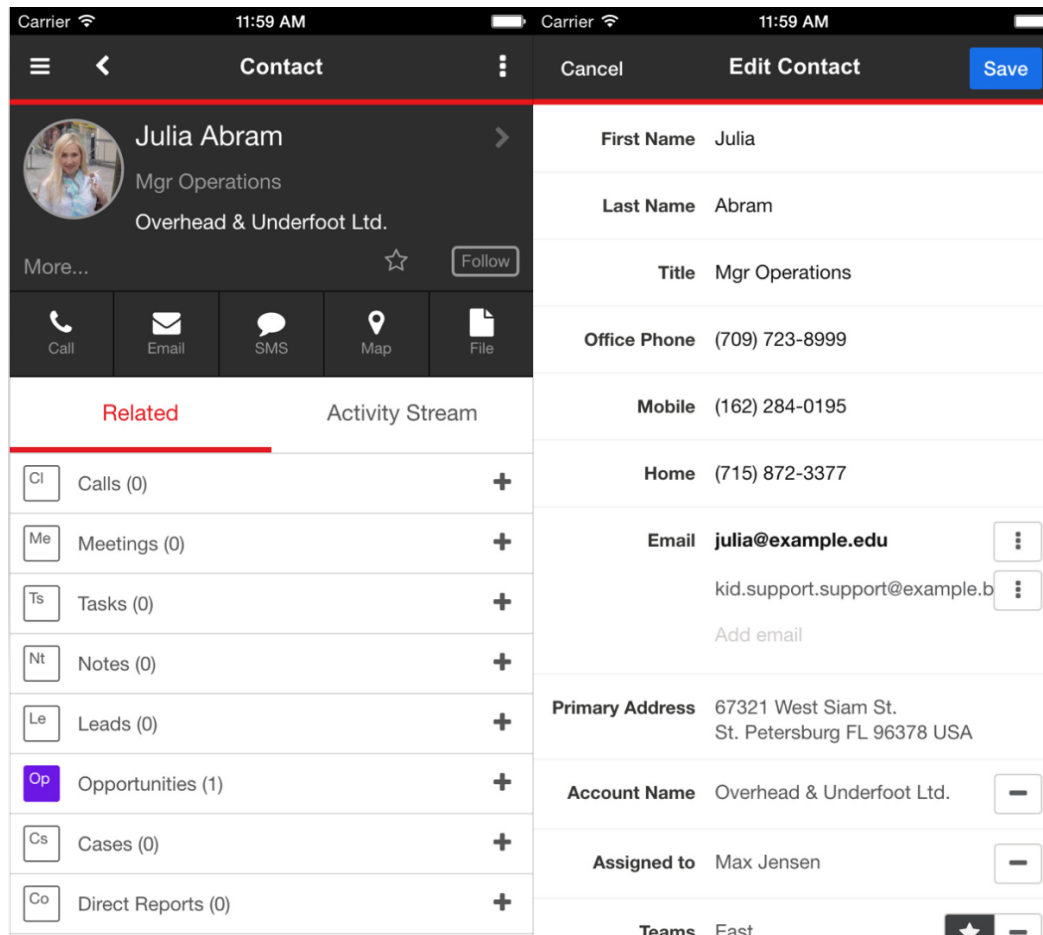 Carrier 11:59 AM
Contact
Julia Abram
Mgr Operations
Overhead & Underfoot Ltd.
More... Follow
Call Email SMS Map File
Related Activity Stream
Cl Calls (0)
Me Meetings (0)
Ts Tasks (0)
Nt Notes (0)
Le Leads (0)
Op Opportunities (1)
Cs Cases (0)
Co Direct Reports (0)
Carrier 11:59 AM
Cancel Edit Contact Save
First Name Julia
Last Name Abram
Title Mgr Operations
Office Phone (709) 723-8999
Mobile (162) 284-0195
Home (715) 872-3377
Email julia@example.edu
kid.support.support@example.b
Add email
Primary Address 67321 West Siam St.
St. Petersburg FL 96378 USA
Account Name Overhead & Underfoot Ltd.
Assigned to Max Jensen
Teams East